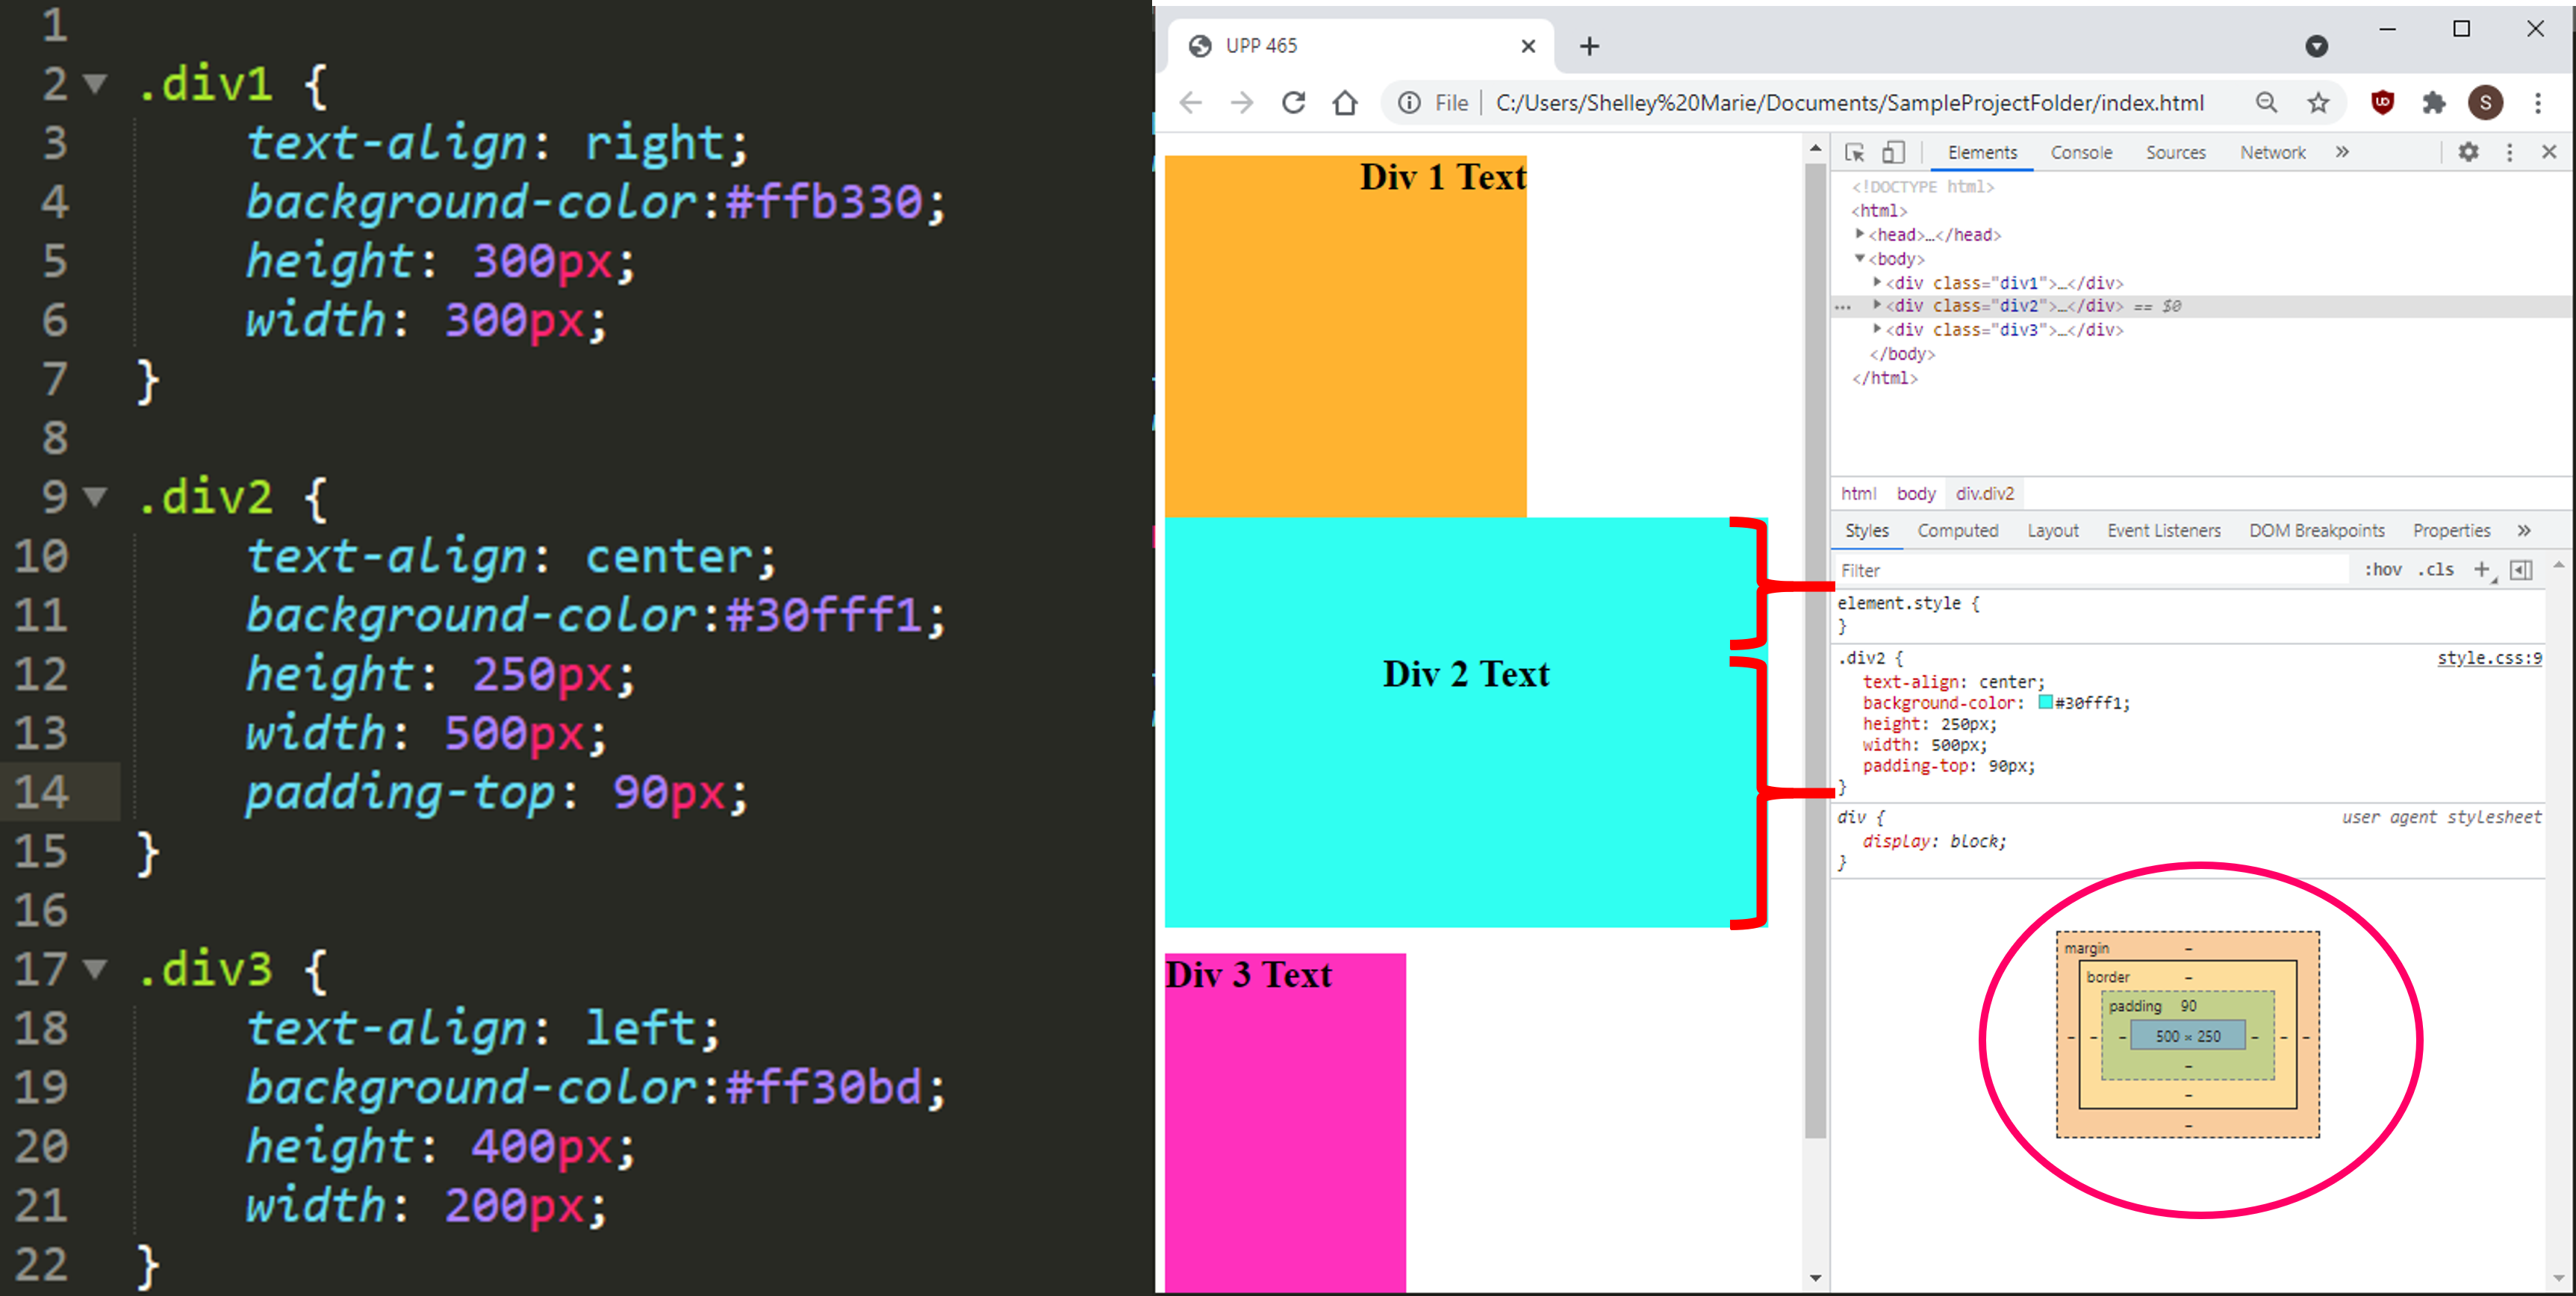 1
2 .div1 {
3 text-align: right;
4 background-color:#ffb330;
5 height: 300px;
6 width: 300px;
7 }
8
9 .div2 {
10 text-align: center;
11 background-color:#30fff1;
12 height: 250px;
13 width: 500px;
14 padding-top: 90px;
15 }
16
17 .div3 {
18 text-align: left;
19 background-color:#ff30bd;
20 height: 400px;
21 width: 200px;
22 }
UPP 465
File C:/Users/Shelley%20Marie/Documents/SampleProjectFolder/index.html UD S
Div 1 Text
Div 2 Text
Div 3 Text
Elements Console Sources Network »
<!DOCTYPE html>
<html>
<head>…</head>
<body>
<div class="div1">…</div>
… <div class="div2">…</div> == $0
<div class="div3">…</div>
</body>
</html>
html body div.div2
Styles Computed Layout Event Listeners DOM Breakpoints Properties »
Filter :hov .cls +
element.style {
}
.div2 { style.css:9
text-align: center;
background-color: #30fff1;
height: 250px;
width: 500px;
padding-top: 90px;
}
div { user agent stylesheet
display: block;
}
margin –
border –
padding 90
– – – 500 × 250 – – –
–
–
–